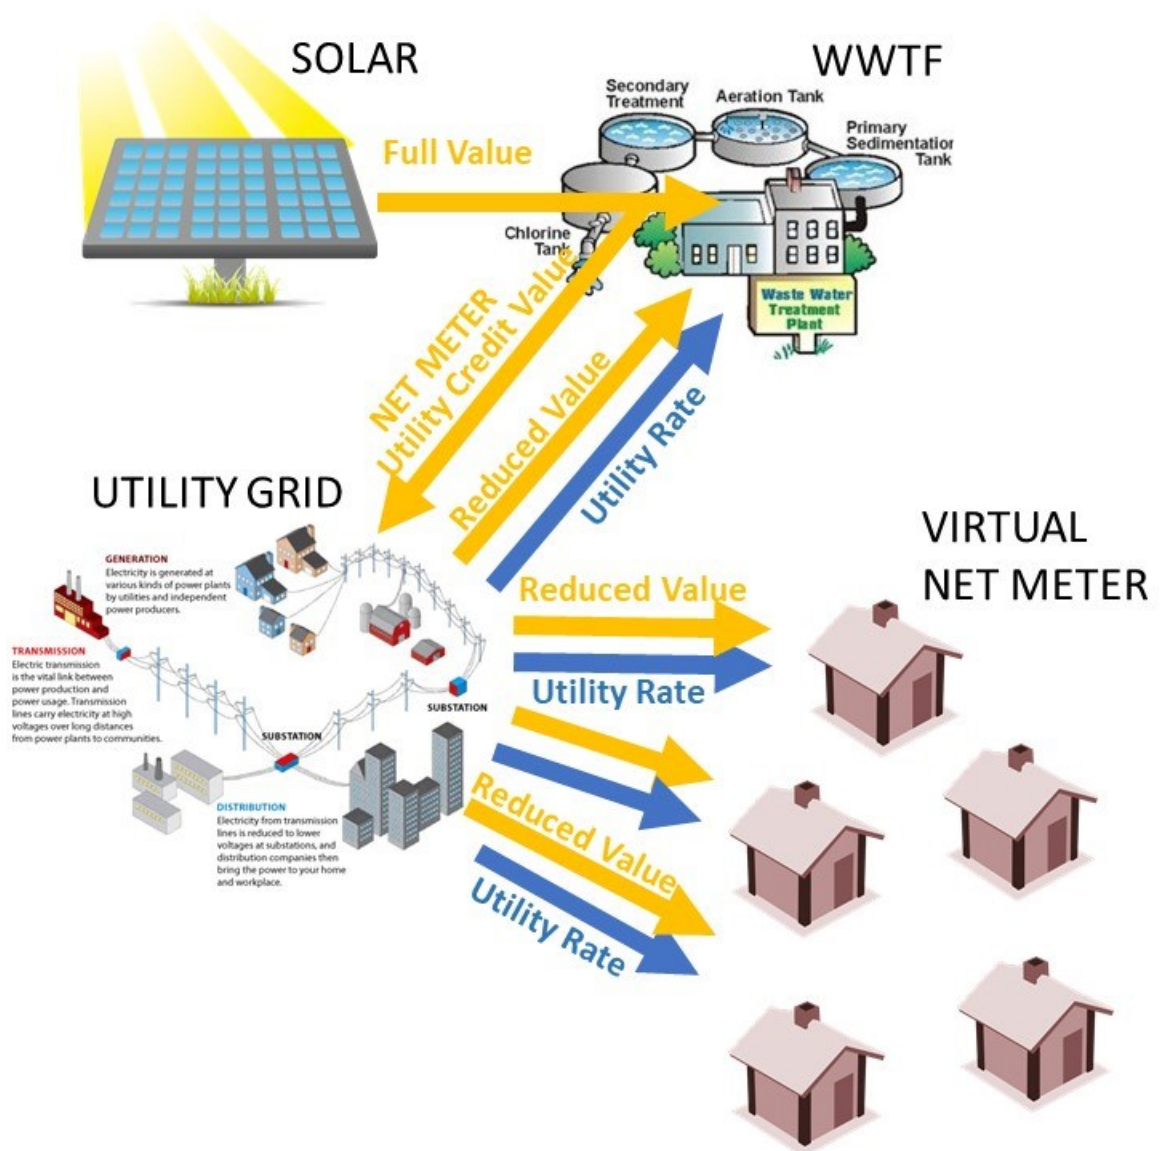 SOLAR
WWTF
Secondary
Treatment
Aeration Tank
Primary
Sedimentation
Tank
Full Value
Chlorine
Tank
Waste Water
Treatment
Plant
NET METER
Utility Credit Value
Reduced Value
Utility Rate
UTILITY GRID
GENERATION
Electricity is generated at
various kinds of power plants
by utilities and independent
power producers.
TRANSMISSION
Electric transmission
is the vital link between
power production and
power usage. Transmission
lines carry electricity at high
voltages over long distances
from power plants to communities.
SUBSTATION
SUBSTATION
DISTRIBUTION
Electricity from transmission
lines is reduced to lower
voltages at substations, and
distribution companies then
bring the power to your home
and workplace.
VIRTUAL
NET METER
Reduced Value
Utility Rate
Reduced Value
Utility Rate